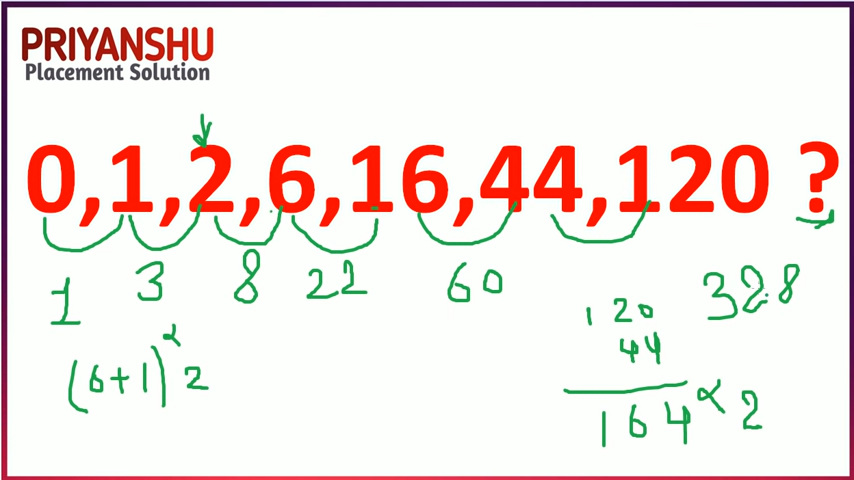 PRIYANSHU
Placement Solution
0,1,2,6,16,44,120 ?
1 3 8 22 60
328
120
44
(6+1)×2
164×2